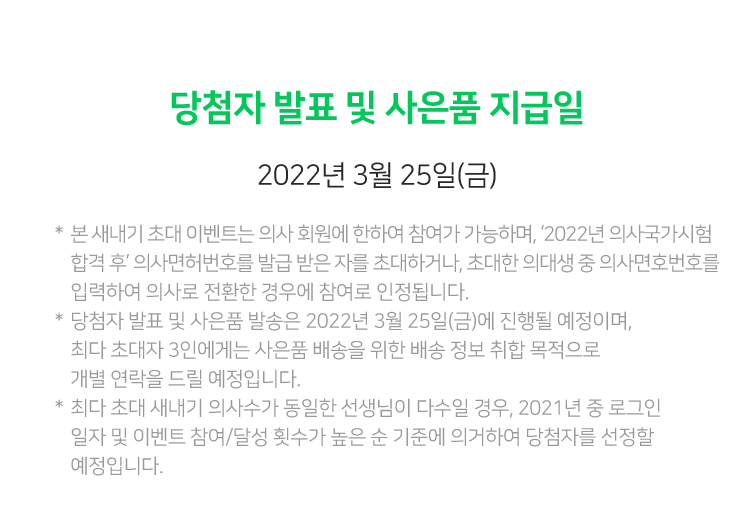 당첨자 발표 및 사은품 지급일
2022년 3월 25일(금)
* 본 새내기 초대 이벤트는 의사 회원에 한하여 참여가 가능하며, ‘2022년 의사국가시험
합격 후’ 의사면허번호를 발급 받은 자를 초대하거나, 초대한 의대생 중 의사면호번호를
입력하여 의사로 전환한 경우에 참여로 인정됩니다.
* 당첨자 발표 및 사은품 발송은 2022년 3월 25일(금)에 진행될 예정이며,
최다 초대자 3인에게는 사은품 배송을 위한 배송 정보 취합 목적으로
개별 연락을 드릴 예정입니다.
* 최다 초대 새내기 의사수가 동일한 선생님이 다수일 경우, 2021년 중 로그인
일자 및 이벤트 참여/달성 횟수가 높은 순 기준에 의거하여 당첨자를 선정할
예정입니다.